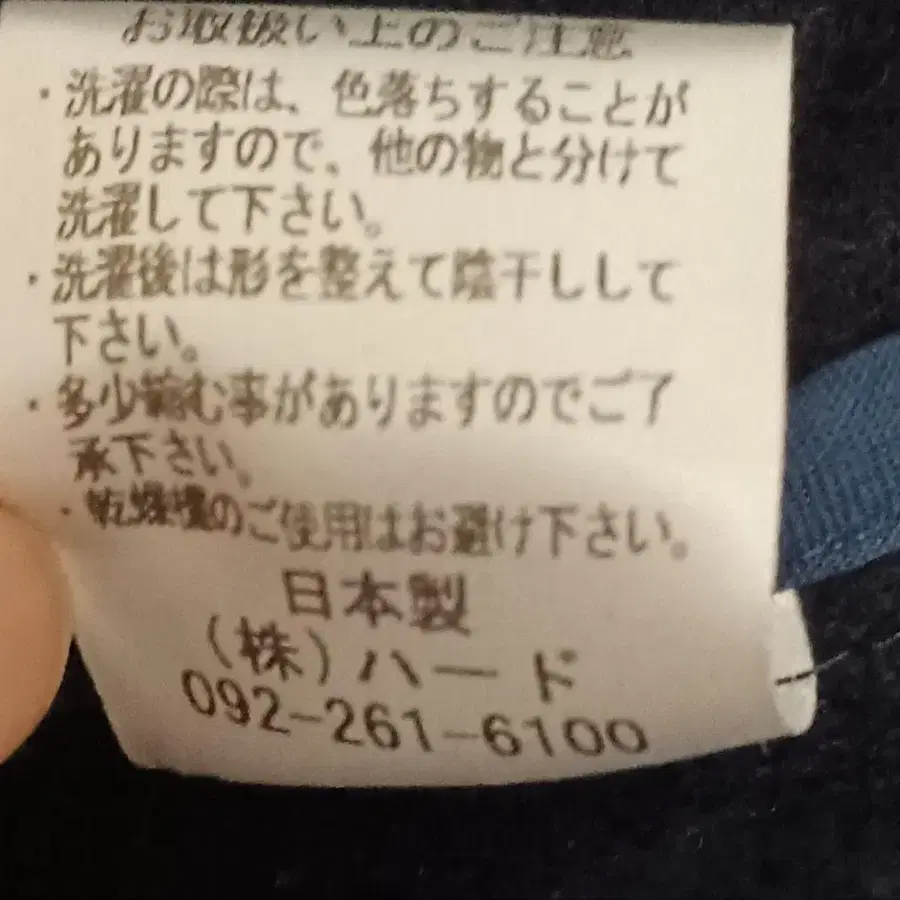 お取扱い上のご注意
・洗濯の際は、色落ちすることが
ありますので、他の物と分けて
洗濯して下さい。
・洗濯後は形を整えて陰干しして
下さい。
・多少縮む事がありますのでご了
承下さい。
・乾燥機のご使用はお避け下さい。
日本製
(株)ハード
092-261-6100